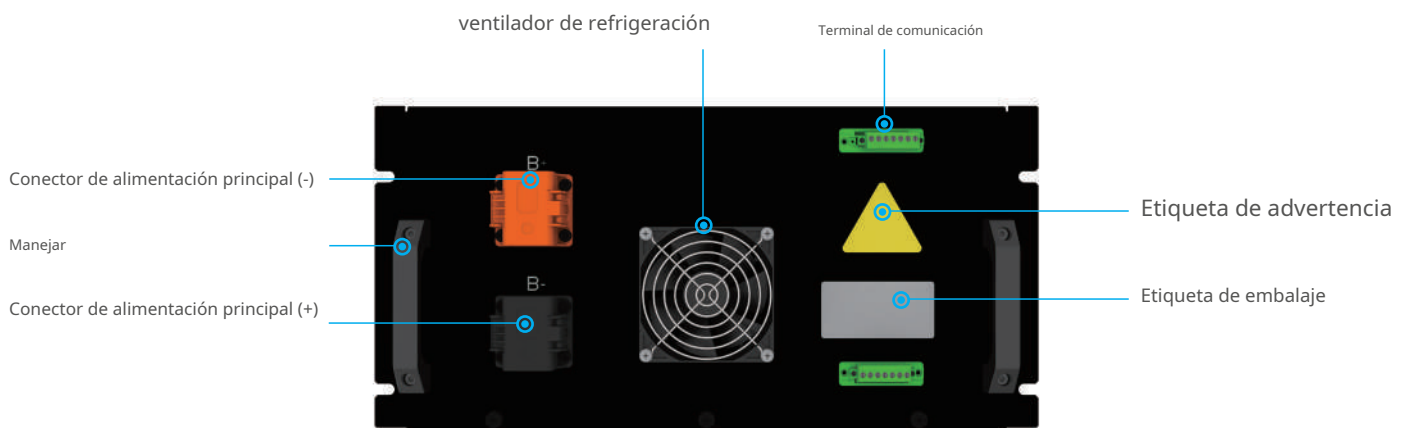 ventilador de refrigeración
Terminal de comunicación
B-
Conector de alimentación principal (-)
Etiqueta de advertencia
Manejar
B-
Conector de alimentación principal (+)
Etiqueta de embalaje